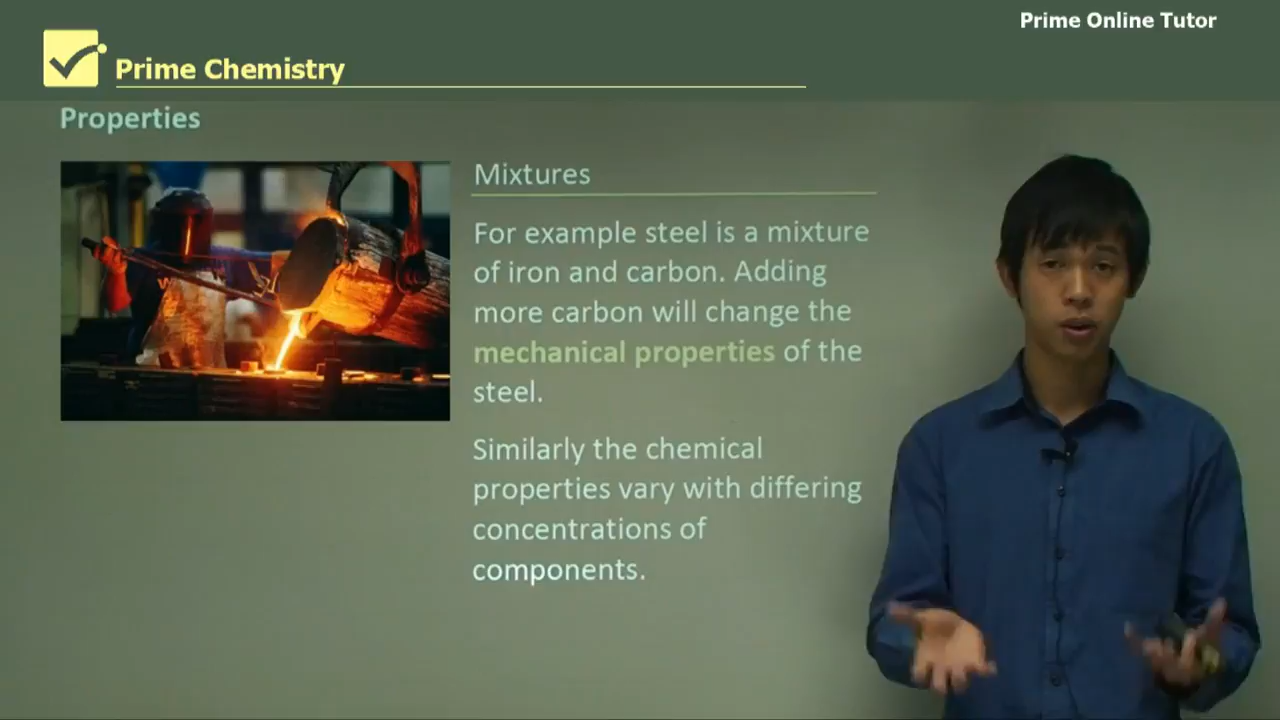 Prime Online Tutor
Prime Chemistry
Properties
Mixtures
For example steel is a mixture
of iron and carbon. Adding
more carbon will change the
mechanical properties of the
steel.
Similarly the chemical
properties vary with differing
concentrations of
components.